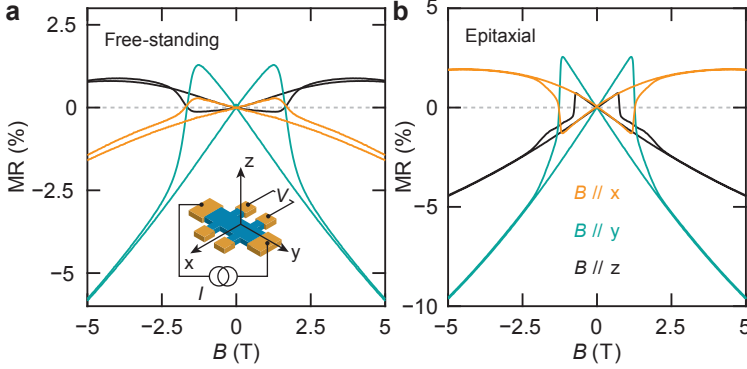 a
Free-standing
MR (%)
2.5
0
−2.5
−5
z
V
x
y
I
−5
−2.5
0
2.5
5
B (T)
b
Epitaxial
MR (%)
5
0
−5
−10
B // x
B // y
B // z
−5
−2.5
0
2.5
5
B (T)